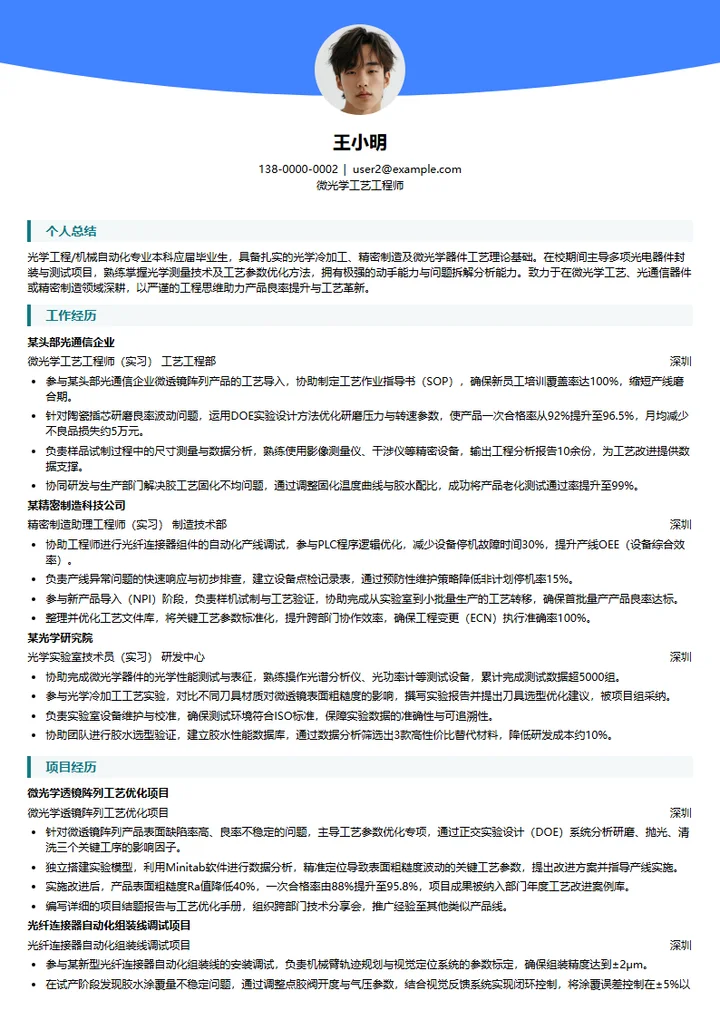 王小明
138-0000-0002 | user2@example.com
微光学工艺工程师
个人总结
光学工程/机械自动化专业本科应届毕业生，具备扎实的光学冷加工、精密制造及微光学器件工艺理论基础。在校期间主导多项光电器件封
装与测试项目，熟练掌握光学测量技术及工艺参数优化方法，拥有极强的动手能力与问题拆解分析能力。致力于在微光学工艺、光通信器件
或精密制造领域深耕，以严谨的工程思维助力产品良率提升与工艺革新。
工作经历
某头部光通信企业
微光学工艺工程师（实习） 工艺工程部 深圳
• 参与某头部光通信企业微透镜阵列产品的工艺导入，协助制定工艺作业指导书（SOP），确保新员工培训覆盖率达100%，缩短产线磨
合期。
• 针对陶瓷插芯研磨良率波动问题，运用DOE实验设计方法优化研磨压力与转速参数，使产品一次合格率从92%提升至96.5%，月均减少
不良品损失约5万元。
• 负责样品试制过程中的尺寸测量与数据分析，熟练使用影像测量仪、干涉仪等精密设备，输出工程分析报告10余份，为工艺改进提供数
据支撑。
• 协同研发与生产部门解决胶工艺固化不均问题，通过调整固化温度曲线与胶水配比，成功将产品老化测试通过率提升至99%。
某精密制造科技公司
精密制造助理工程师（实习） 制造技术部 深圳
• 协助工程师进行光纤连接器组件的自动化产线调试，参与PLC程序逻辑优化，减少设备停机故障时间30%，提升产线OEE（设备综合效
率）。
• 负责产线异常问题的快速响应与初步排查，建立设备点检记录表，通过预防性维护策略降低非计划停机率15%。
• 参与新产品导入（NPI）阶段，负责样机试制与工艺验证，协助完成从实验室到小批量生产的工艺转移，确保首批量产产品良率达标。
• 整理并优化工艺文件库，将关键工艺参数标准化，提升跨部门协作效率，确保工程变更（ECN）执行准确率100%。
某光学研究院
光学实验室技术员（实习） 研发中心 深圳
• 协助完成微光学器件的光学性能测试与表征，熟练操作光谱分析仪、光功率计等测试设备，累计完成测试数据超5000组。
• 参与光学冷加工工艺实验，对比不同刀具材质对微透镜表面粗糙度的影响，撰写实验报告并提出刀具选型优化建议，被项目组采纳。
• 负责实验室设备维护与校准，确保测试环境符合ISO标准，保障实验数据的准确性与可追溯性。
• 协助团队进行胶水选型验证，建立胶水性能数据库，通过数据分析筛选出3款高性价比替代材料，降低研发成本约10%。
项目经历
微光学透镜阵列工艺优化项目
微光学透镜阵列工艺优化项目 深圳
• 针对微透镜阵列产品表面缺陷率高、良率不稳定的问题，主导工艺参数优化专项，通过正交实验设计（DOE）系统分析研磨、抛光、清
洗三个关键工序的影响因子。
• 独立搭建实验模型，利用Minitab软件进行数据分析，精准定位导致表面粗糙度波动的关键工艺参数，提出改进方案并指导产线实施。
• 实施改进后，产品表面粗糙度Ra值降低40%，一次合格率由88%提升至95.8%，项目成果被纳入部门年度工艺改进案例库。
• 编写详细的项目结题报告与工艺优化手册，组织跨部门技术分享会，推广经验至其他类似产品线。
光纤连接器自动化组装线调试项目
光纤连接器自动化组装线调试项目 深圳
• 参与某新型光纤连接器自动化组装线的安装调试，负责机械臂轨迹规划与视觉定位系统的参数标定，确保组装精度达到±2μm。
• 在试产阶段发现胶水涂覆量不稳定问题，通过调整点胶阀开度与气压参数，结合视觉反馈系统实现闭环控制，将涂覆误差控制在±5%以